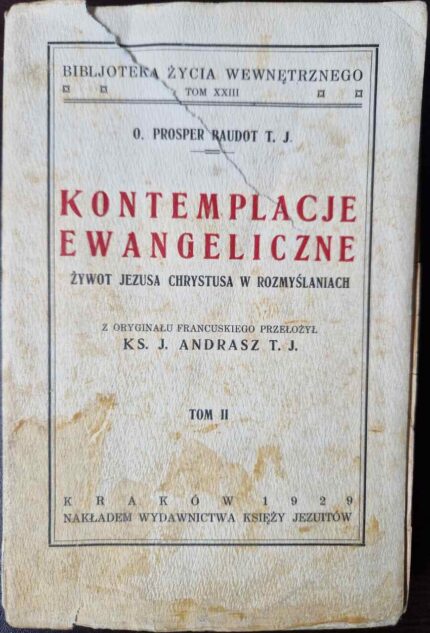 BIBLJOTEKA ŻYCIA WEWNĘTRZNEGO
TOM XXIII
O. PROSPER BAUDOT T. J.
KONTEMPLACJE
EWANGELICZNE
ŻYWOT JEZUSA CHRYSTUSA W ROZMYŚLANIACH
Z ORYGINAŁU FRANCUSKIEGO PRZEŁOŻYŁ
KS. J. ANDRASZ T. J.
TOM II
KRAKÓW 1929
NAKŁADEM WYDAWNICTWA KSIĘŻY JEZUITÓW